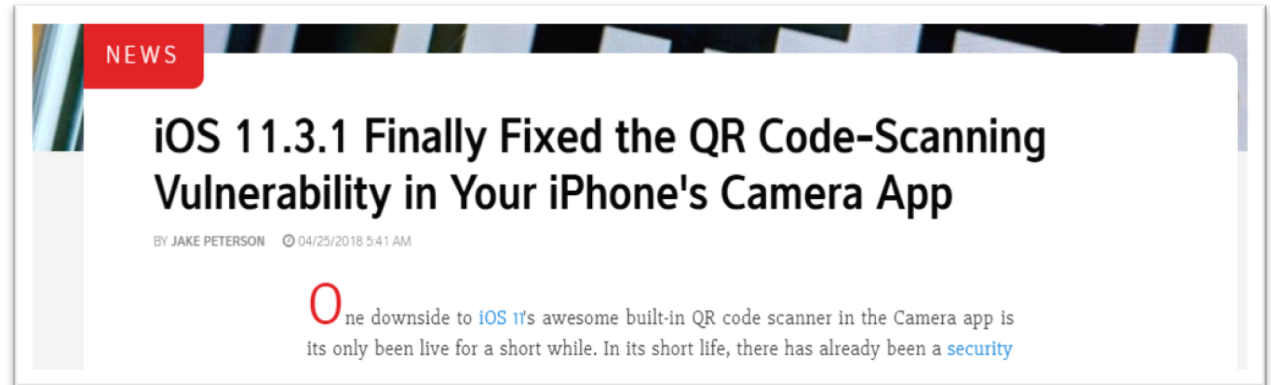 NEWS
iOS 11.3.1 Finally Fixed the QR Code-Scanning
Vulnerability in Your iPhone's Camera App
BY JAKE PETERSON 04/25/2018 5:41 AM
One downside to iOS 11's awesome built-in QR code scanner in the Camera app is
its only been live for a short while. In its short life, there has already been a security